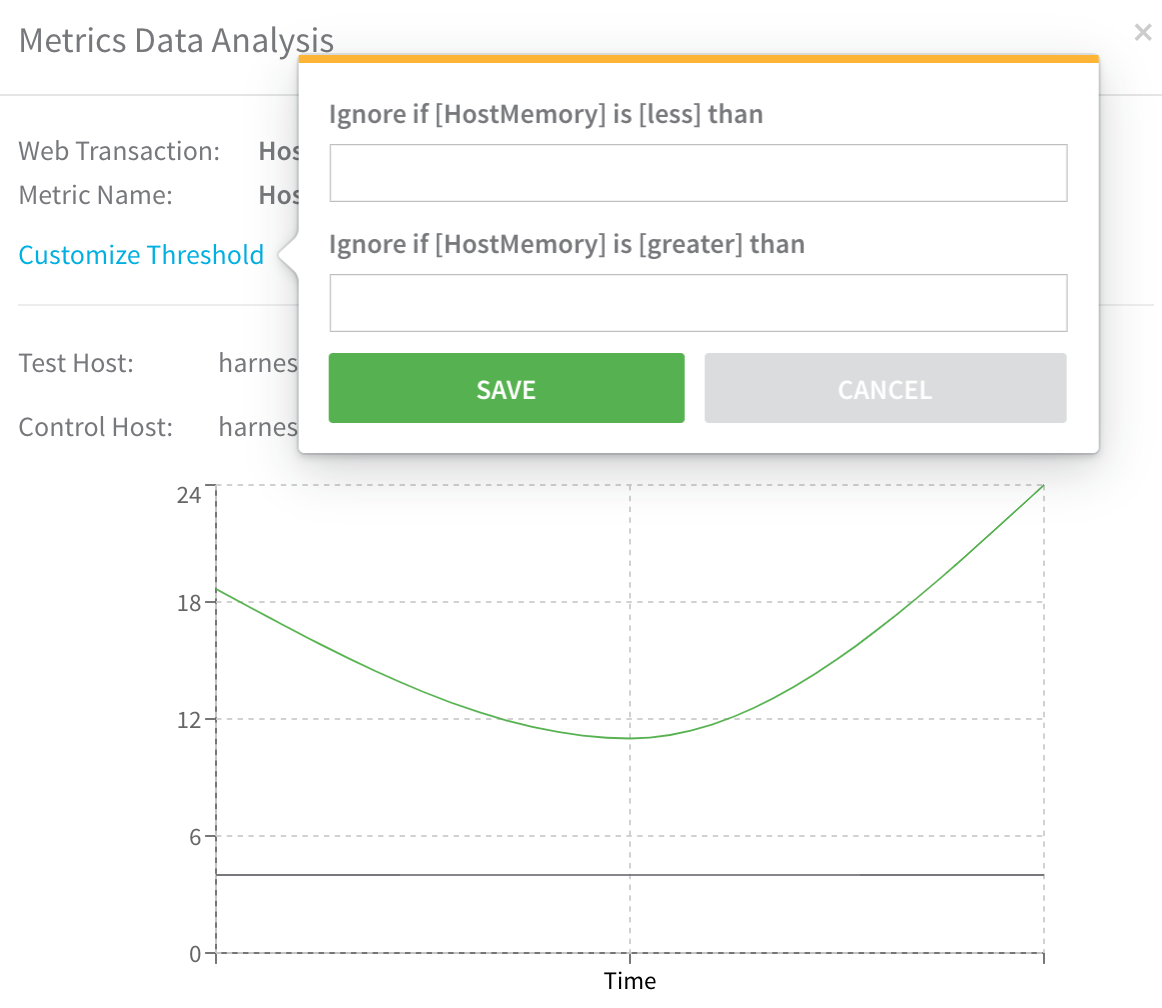 Metrics Data Analysis
×
Ignore if [HostMemory] is [less] than
Web Transaction: Hos
Metric Name: Hos
Customize Threshold
Ignore if [HostMemory] is [greater] than
Test Host: harnes
SAVE CANCEL
Control Host: harnes
24
18
12
6
0
Time